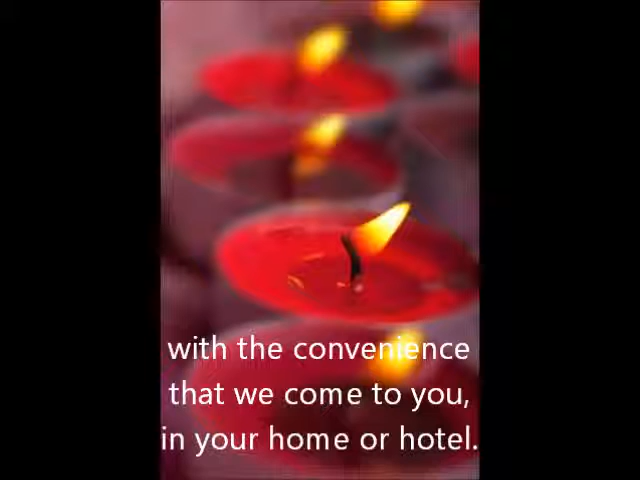 with the convenience
that we come to you,
in your home or hotel.